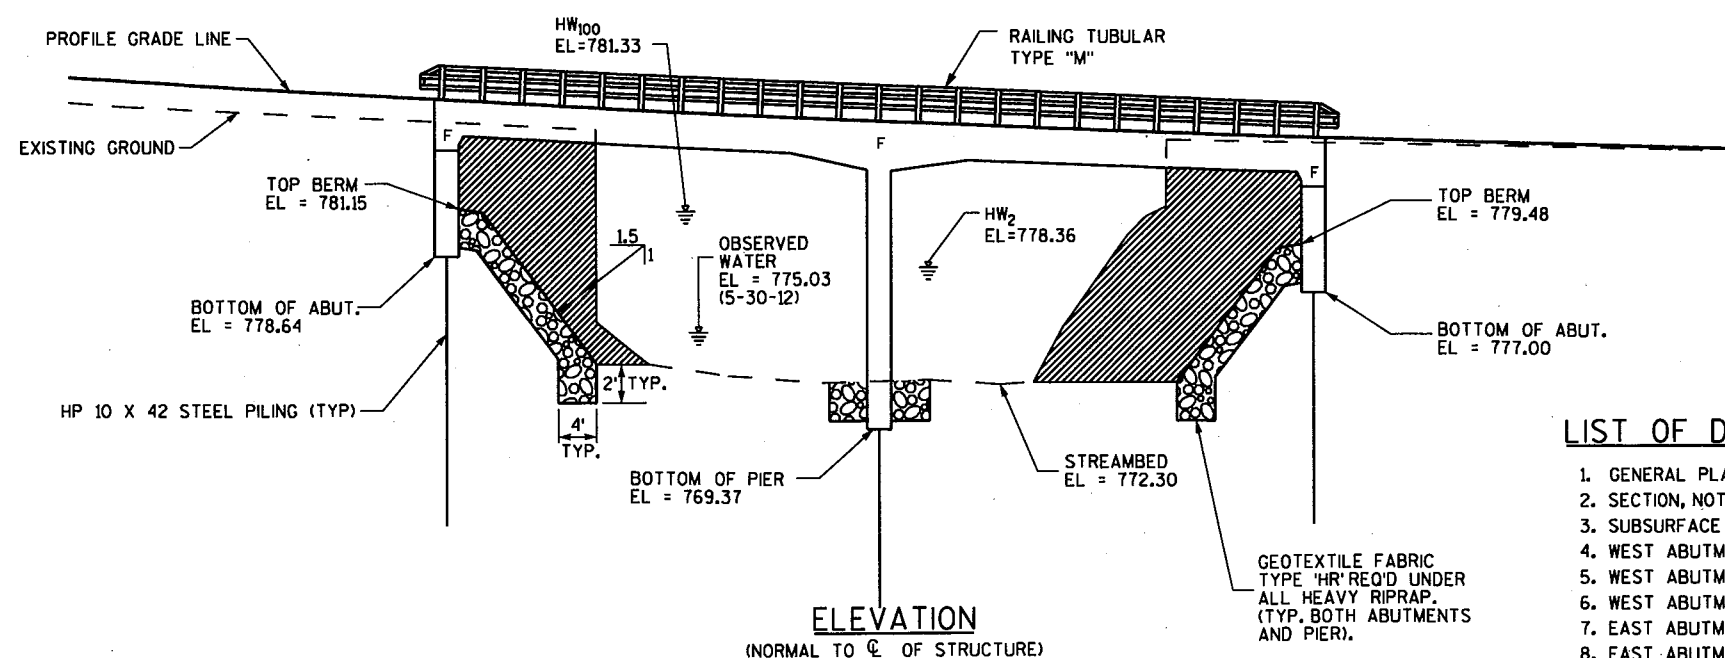 PROFILE GRADE LINE
HW100
EL=781.33
RAILING TUBULAR
TYPE "M"
EXISTING GROUND
F
F
F
TOP BERM
EL = 781.15
1.5
1
OBSERVED
WATER
EL = 775.03
(5-30-12)
HW2
EL=778.36
TOP BERM
EL = 779.48
BOTTOM OF ABUT.
EL = 778.64
BOTTOM OF ABUT.
EL = 777.00
HP 10 X 42 STEEL PILING (TYP)
2' TYP.
4'
TYP.
BOTTOM OF PIER
EL = 769.37
STREAMBED
EL = 772.30
GEOTEXTILE FABRIC
TYPE 'HR' REQ'D UNDER
ALL HEAVY RIPRAP.
(TYP. BOTH ABUTMENTS
AND PIER).
ELEVATION
(NORMAL TO ℄ OF STRUCTURE)
LIST OF D
1. GENERAL PLA
2. SECTION, NOT
3. SUBSURFACE
4. WEST ABUTM
5. WEST ABUTM
6. WEST ABUTM
7. EAST ABUTM
8. EAST ABUTM